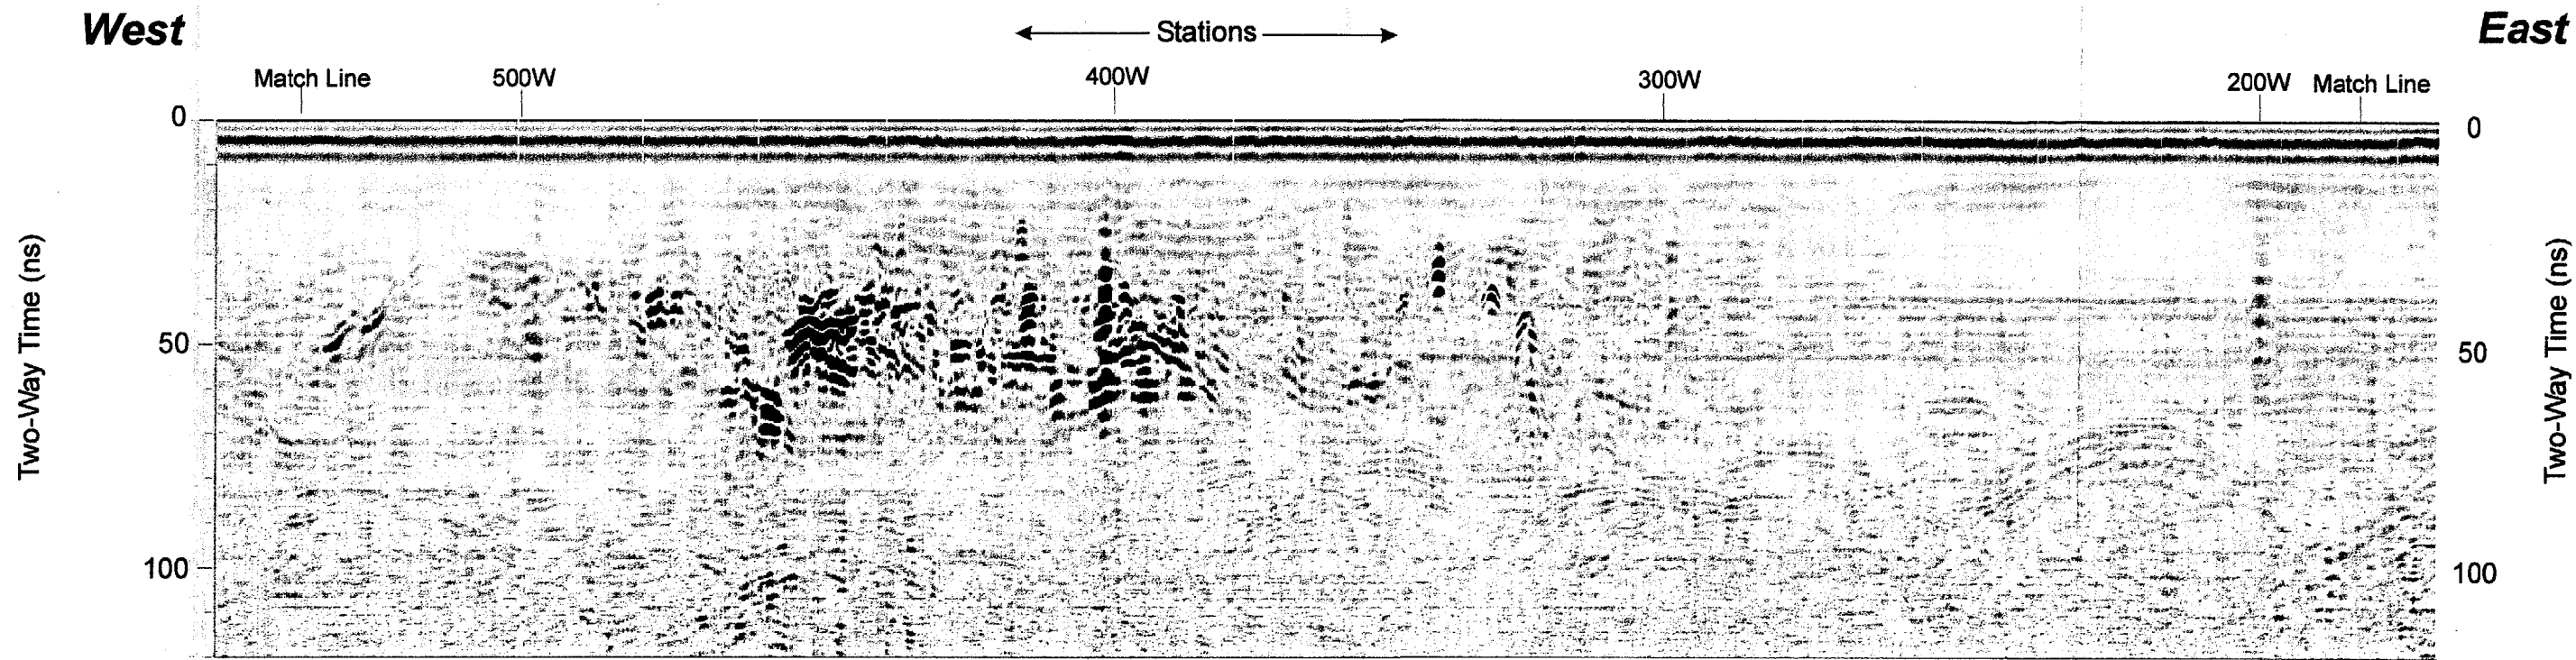 West
Stations
East
Match Line
500W
400W
300W
200W
Match Line
0
0
Two-Way Time (ns)
50
50
Two-Way Time (ns)
100
100